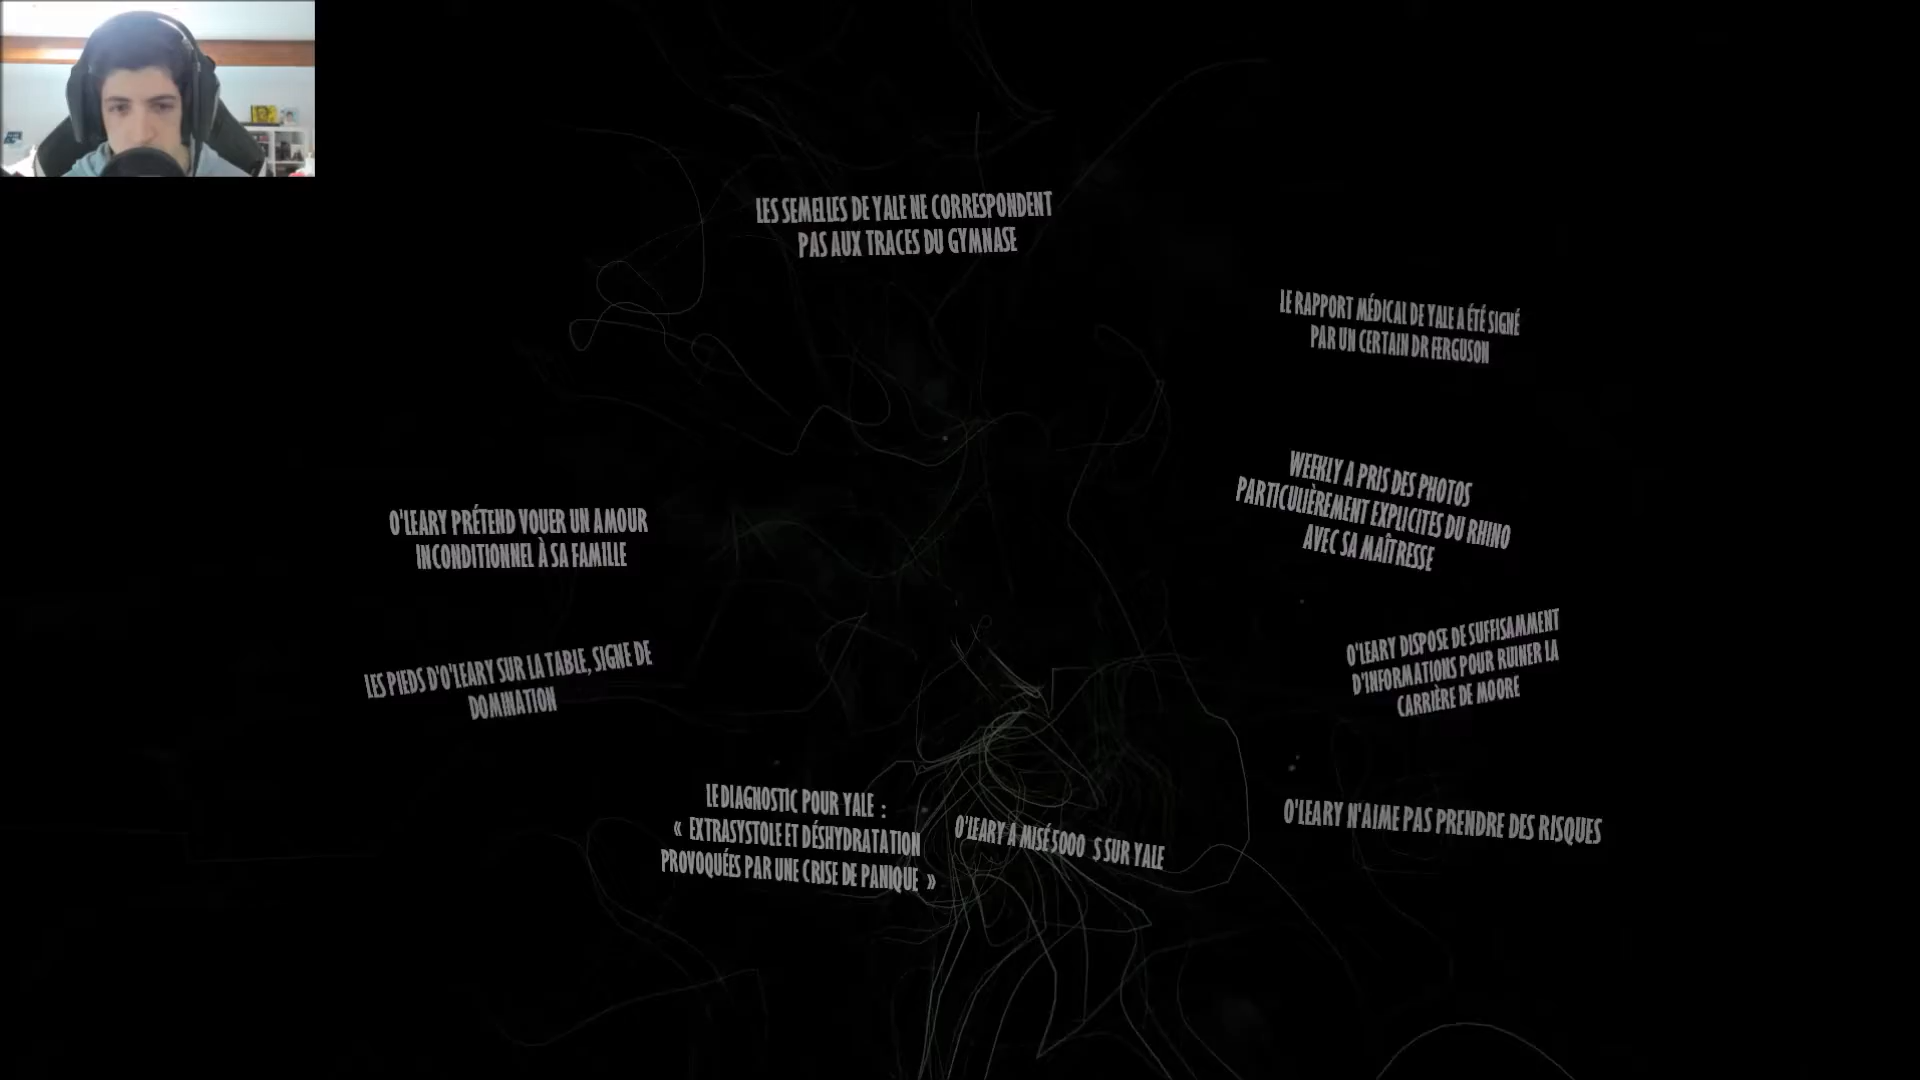 LES SEMELLES DE YALE NE CORRESPONDENT
PAS AUX TRACES DU GYMNASE
LE RAPPORT MÉDICAL DE YALE A ÉTÉ SIGNÉ
PAR UN CERTAIN DR FERGUSON
WEEKLY A PRIS DES PHOTOS
PARTICULIÈREMENT EXPLICITES DU RHINO
AVEC SA MAÎTRESSE
O'LEARY PRÉTEND VOUER UN AMOUR
INCONDITIONNEL À SA FAMILLE
O'LEARY DISPOSE DE SUFFISAMMENT
D'INFORMATIONS POUR RUINER LA
CARRIÈRE DE MOORE
LES PIEDS D'O'LEARY SUR LA TABLE, SIGNE DE
DOMINATION
LE DIAGNOSTIC POUR YALE :
« EXTRASYSTOLE ET DÉSHYDRATATION
PROVOQUÉES PAR UNE CRISE DE PANIQUE »
O'LEARY A MISÉ 5000 $ SUR YALE
O'LEARY N'AIME PAS PRENDRE DES RISQUES